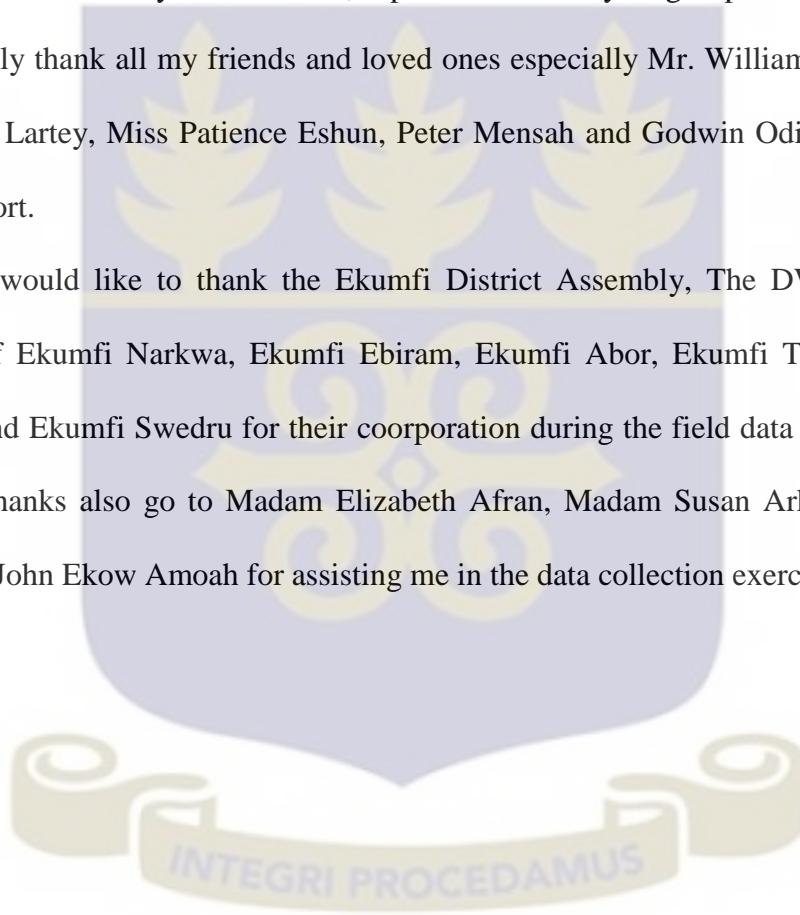 ly thank all my friends and loved ones especially Mr. William
Lartey, Miss Patience Eshun, Peter Mensah and Godwin Odi
ort.
would like to thank the Ekumfi District Assembly, The DV
f Ekumfi Narkwa, Ekumfi Ebiram, Ekumfi Abor, Ekumfi T
nd Ekumfi Swedru for their coorporation during the field data
hanks also go to Madam Elizabeth Afran, Madam Susan Arl
John Ekow Amoah for assisting me in the data collection exerc
INTEGRI PROCEDAMUS